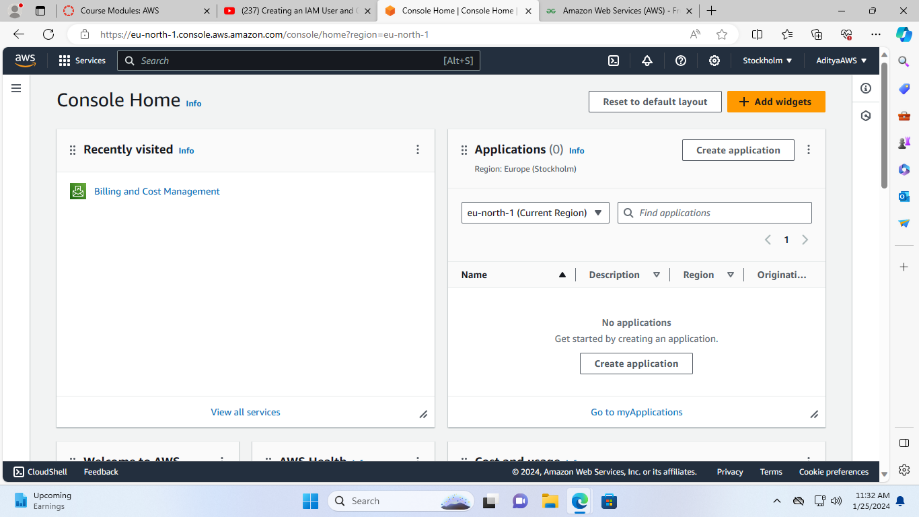 Course Modules: AWS
(237) Creating an IAM User and
Console Home | Console Home |
Amazon Web Services (AWS) - Fr
https://eu-north-1.console.aws.amazon.com/console/home?region=eu-north-1
aws
Services
Search [Alt+S]
Stockholm ▼
AdityaAWS ▼
Console Home Info
Reset to default layout
+ Add widgets
Recently visited Info
Billing and Cost Management
View all services
Applications (0) Info
Region: Europe (Stockholm)
Create application
eu-north-1 (Current Region) ▼
Find applications
1
Name
Description
Region
Originati...
No applications
Get started by creating an application.
Create application
Go to myApplications
Welcome to AWS
AWS Health
Cost and usage
CloudShell
Feedback
© 2024, Amazon Web Services, Inc. or its affiliates.
Privacy
Terms
Cookie preferences
Upcoming
Earnings
Search
11:32 AM
1/25/2024